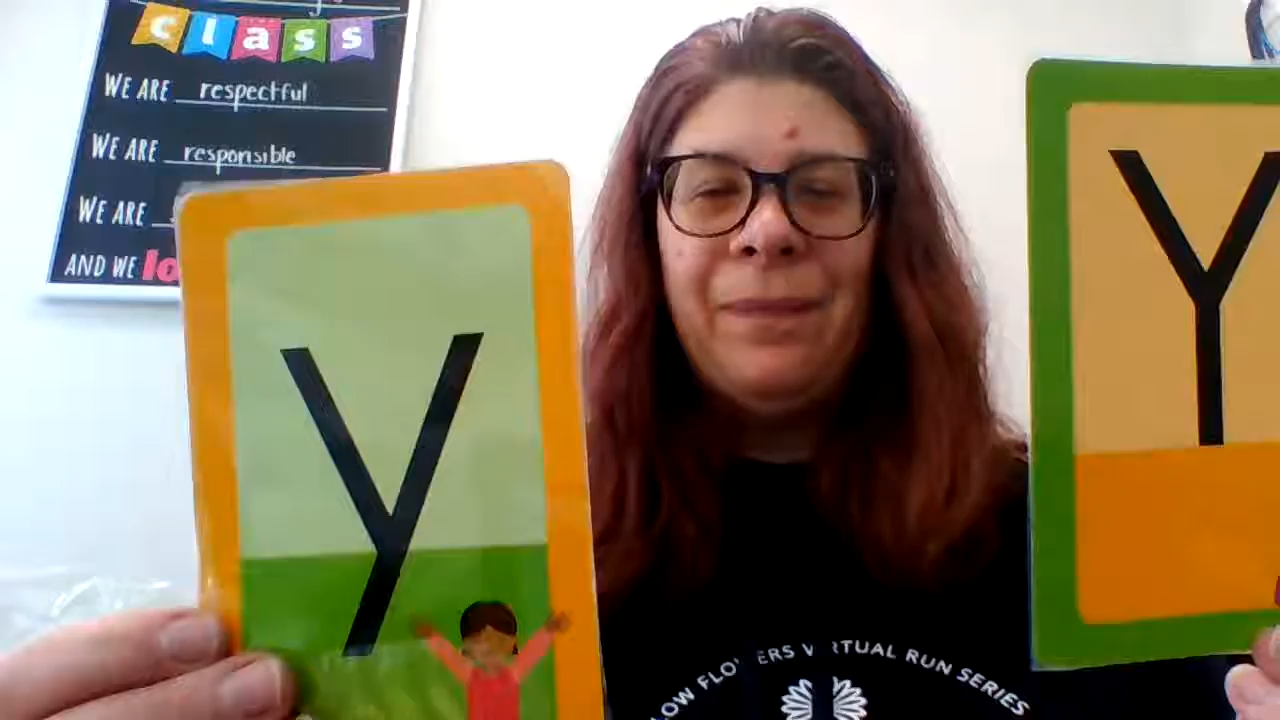 class
WE ARE respectful
WE ARE responsible
WE ARE
AND WE lo
y
Y
LOW FLOWERS VIRTUAL RUN SERIES